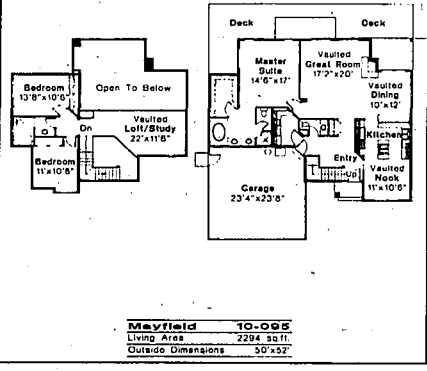 Deck
Deck
Bedroom
13'8"x10'6"
Open To Below
Vaulted
Loft/Study
22'x11'6"
Dn
Bedroom
11'x10'6"
Master
Suite
14'6"x17'
Vaulted
Great Room
17'2"x20'
Vaulted
Dining
10'x12'
Kitchen
Entry
Up
Vaulted
Nook
11'x10'6"
Garage
23'4"x23'8"
Mayfield 10-095
Living Area 2294 sq.ft.
Outside Dimensions 50'x52'